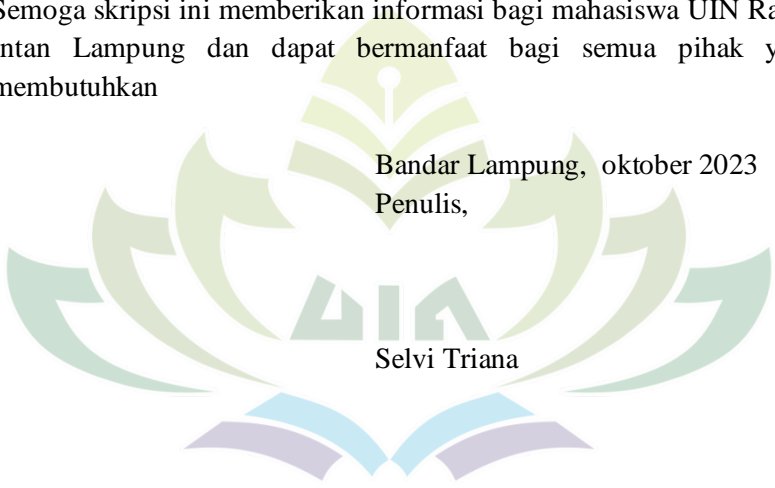 Semoga skripsi ini memberikan informasi bagi mahasiswa UIN Ra
ntan Lampung dan dapat bermanfaat bagi semua pihak y
membutuhkan
Bandar Lampung, oktober 2023
Penulis,
UIN
Selvi Triana